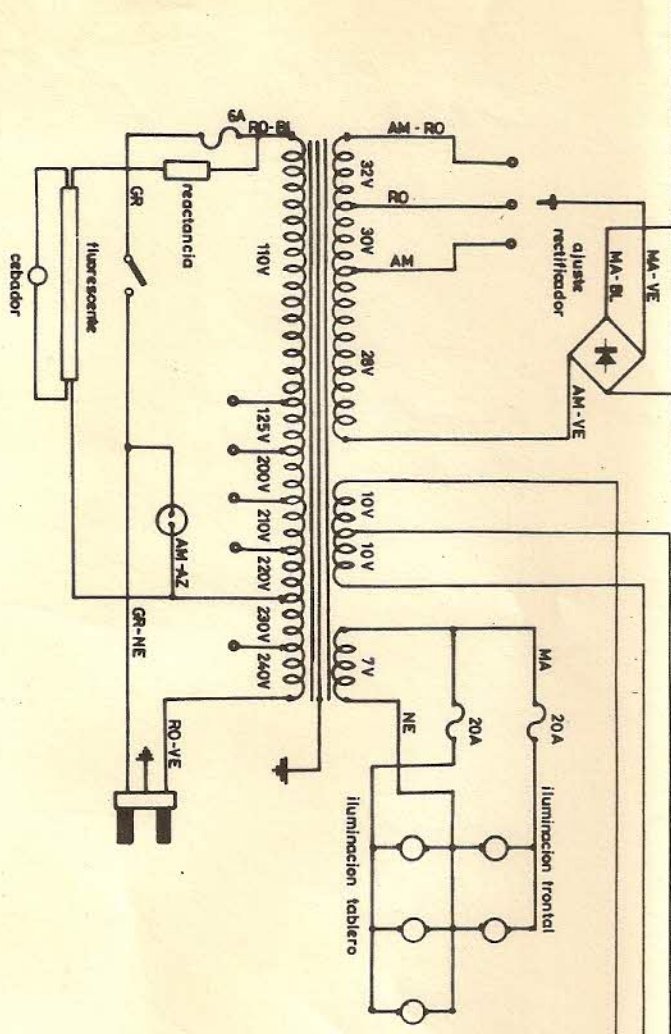 6A
RO-BL
AM-RO
32V
RO
30V
AM
28V
ajuste
rectificador
MA-BL
MA-VE
AM-VE
reactancia
GR
fluorescente
cebador
110V
125V
200V
210V
220V
230V
240V
10V
10V
AM-AZ
GR-NE
RO-VE
7V
NE
MA
20A
20A
iluminacion frontal
iluminacion tablero